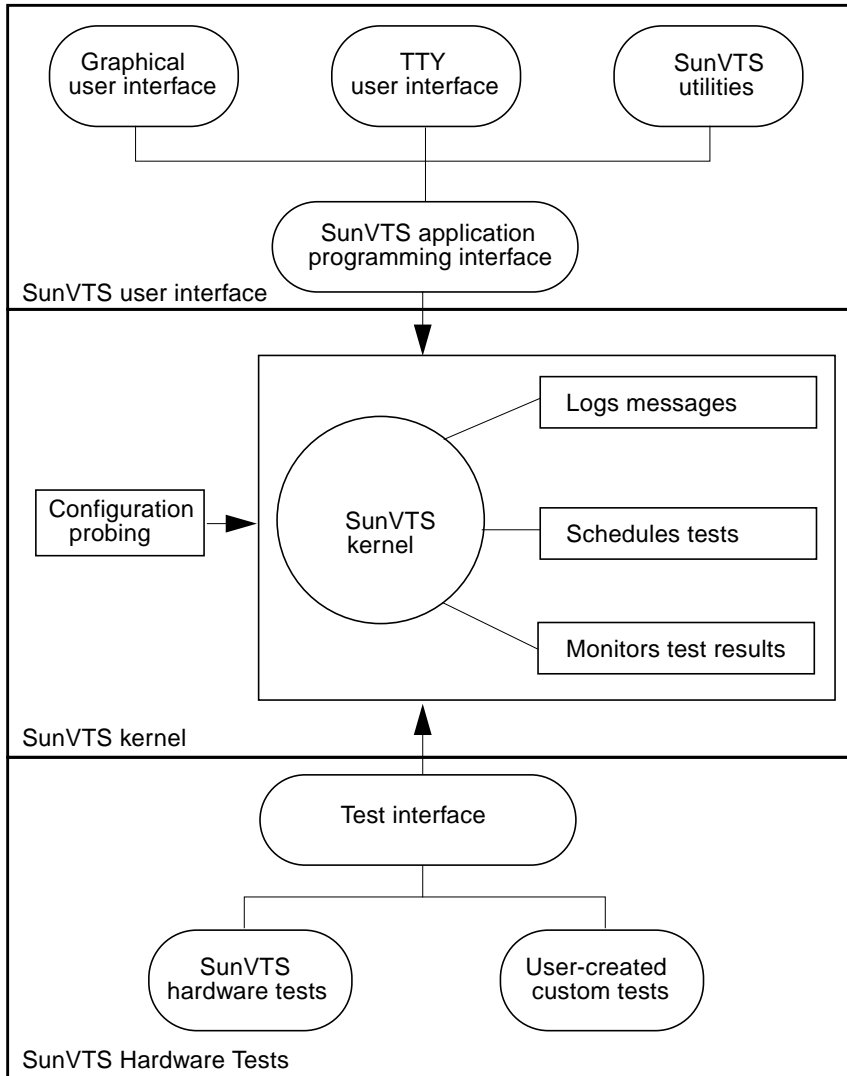 Graphical
user interface
TTY
user interface
SunVTS
utilities
SunVTS application
programming interface
SunVTS user interface
Logs messages
Configuration
probing
SunVTS
kernel
Schedules tests
Monitors test results
SunVTS kernel
Test interface
SunVTS
hardware tests
User-created
custom tests
SunVTS Hardware Tests